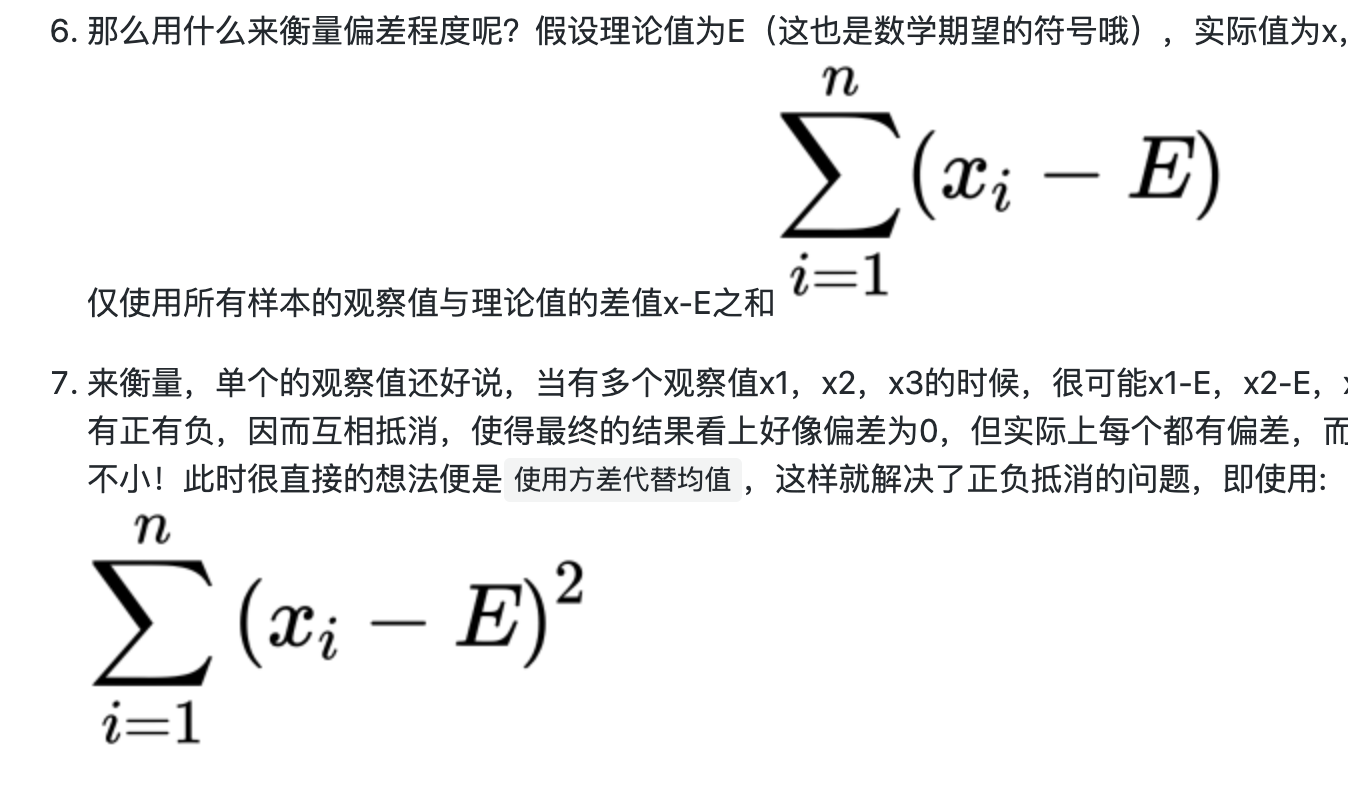 6. 那么用什么来衡量偏差程度呢？假设理论值为E（这也是数学期望的符号哦），实际值为x，
n
∑(xᵢ − E)
i=1
仅使用所有样本的观察值与理论值的差值x-E之和
7. 来衡量，单个的观察值还好说，当有多个观察值x1，x2，x3的时候，很可能x1-E，x2-E，
有正有负，因而互相抵消，使得最终的结果看上好像偏差为0，但实际上每个都有偏差，而
不小！此时很直接的想法便是 使用方差代替均值 ，这样就解决了正负抵消的问题，即使用:
n
∑(xᵢ − E)²
i=1